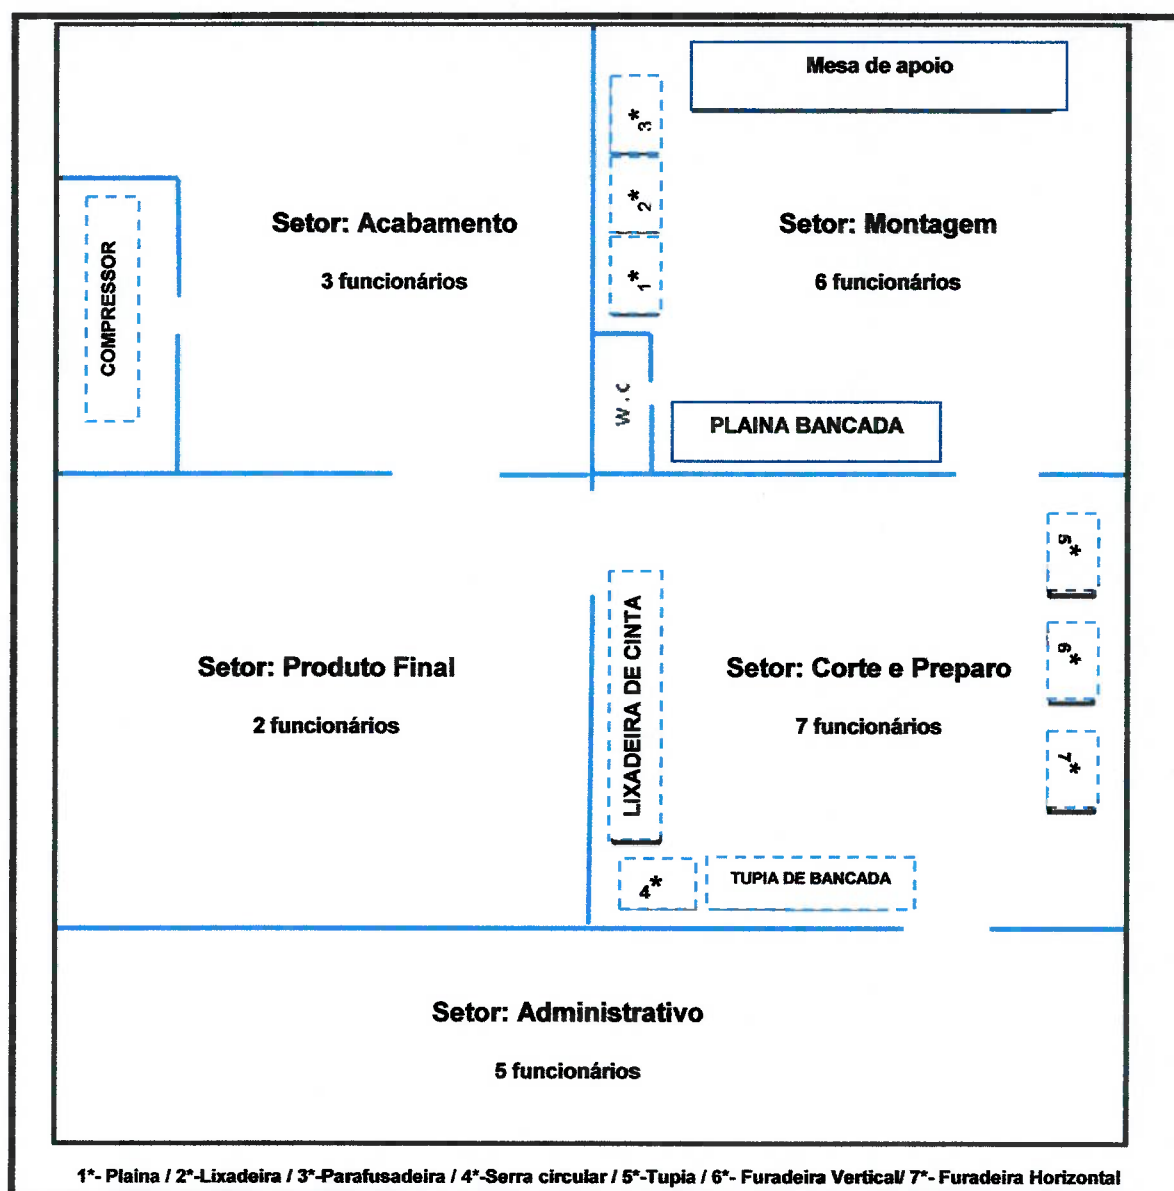 Mesa de apoio
3*
2*
1*
Setor: Acabamento
3 funcionários
Setor: Montagem
6 funcionários
COMPRESSOR
W.C
PLAINA BANCADA
5*
6*
7*
LIXADEIRA DE CINTA
Setor: Produto Final
2 funcionários
Setor: Corte e Preparo
7 funcionários
4*
TUPIA DE BANCADA
Setor: Administrativo
5 funcionários
1*- Plaina / 2*-Lixadeira / 3*-Parafusadeira / 4*-Serra circular / 5*-Tupia / 6*- Furadeira Vertical/ 7*- Furadeira Horizontal